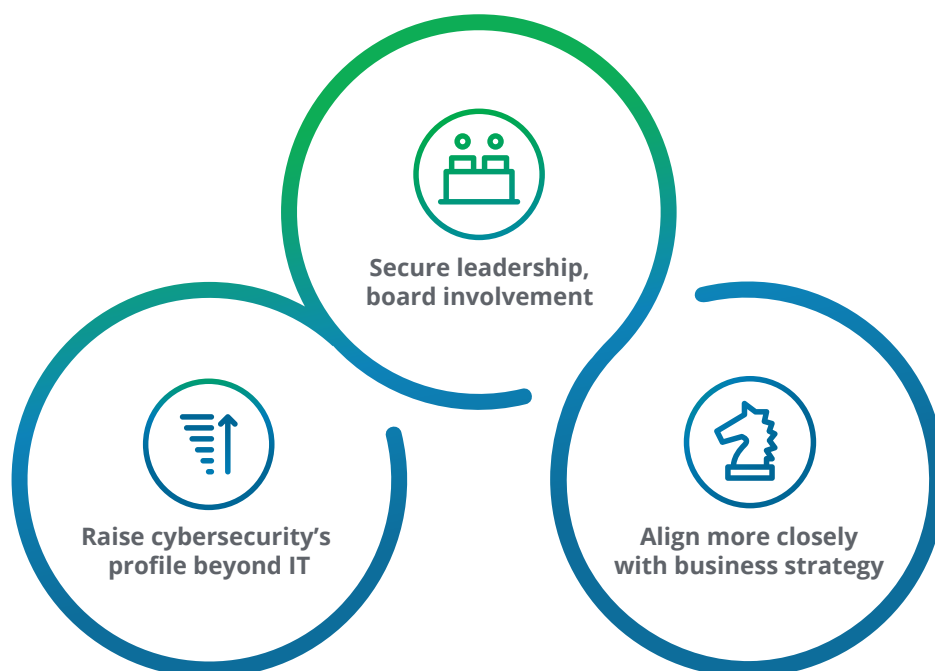 Secure leadership,
board involvement
Raise cybersecurity’s
profile beyond IT
Align more closely
with business strategy